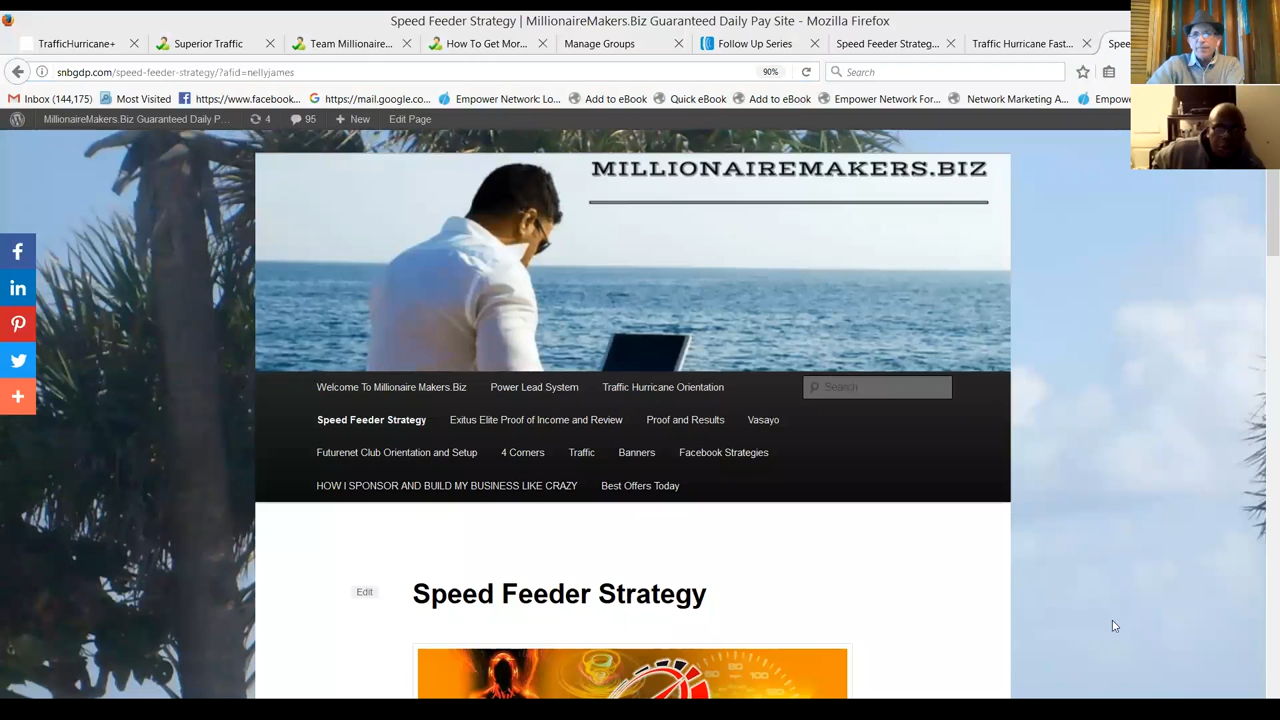 Speed Feeder Strategy | MillionaireMakers.Biz Guaranteed Daily Pay Site - Mozilla Firefox
TrafficHurricane+
Superior Traffic
Team Millionaire...
How To Get Mor...
Manage Groups
Follow Up Series
Speed Feeder Strateg...
Traffic Hurricane Fast...
Spee
snbgdp.com/speed-feeder-strategy/?afid=nellyjames
90%
Search
Inbox (144,175)
Most Visited
https://www.facebook...
https://mail.google.co...
Empower Network: Lo...
Add to eBook
Quick eBook
Add to eBook
Empower Network For...
Network Marketing A...
Empowe
MillionaireMakers.Biz Guaranteed Daily P...
4
95
New
Edit Page
MILLIONAIREMAKERS.BIZ
Welcome To Millionaire Makers.Biz
Power Lead System
Traffic Hurricane Orientation
Search
Speed Feeder Strategy
Exitus Elite Proof of Income and Review
Proof and Results
Vasayo
Futurenet Club Orientation and Setup
4 Corners
Traffic
Banners
Facebook Strategies
HOW I SPONSOR AND BUILD MY BUSINESS LIKE CRAZY
Best Offers Today
Edit
Speed Feeder Strategy